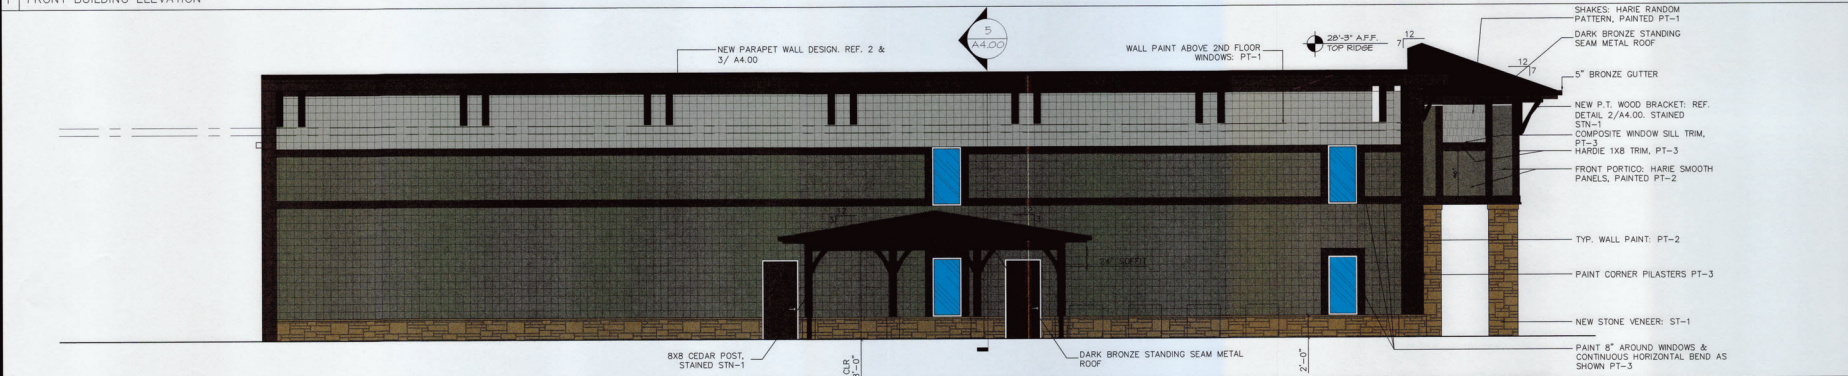 1 FRONT BUILDING ELEVATION
NEW PARAPET WALL DESIGN. REF. 2 &
3/ A4.00
5
A4.00
WALL PAINT ABOVE 2ND FLOOR
WINDOWS: PT-1
28'-3" A.F.F.
TOP RIDGE
12
7
12
7
SHAKES: HARIE RANDOM
PATTERN, PAINTED PT-1
DARK BRONZE STANDING
SEAM METAL ROOF
5" BRONZE GUTTER
NEW P.T. WOOD BRACKET: REF.
DETAIL 2/A4.00. STAINED
STN-1
COMPOSITE WINDOW SILL TRIM,
PT-3
HARDIE 1X8 TRIM, PT-3
FRONT PORTICO: HARIE SMOOTH
PANELS, PAINTED PT-2
TYP. WALL PAINT: PT-2
PAINT CORNER PILASTERS PT-3
NEW STONE VENEER: ST-1
PAINT 8" AROUND WINDOWS &
CONTINUOUS HORIZONTAL BEND AS
SHOWN PT-3
12
3
3
SOFFIT
8X8 CEDAR POST,
STAINED STN-1
CLR
DARK BRONZE STANDING SEAM METAL
ROOF
2'-0"